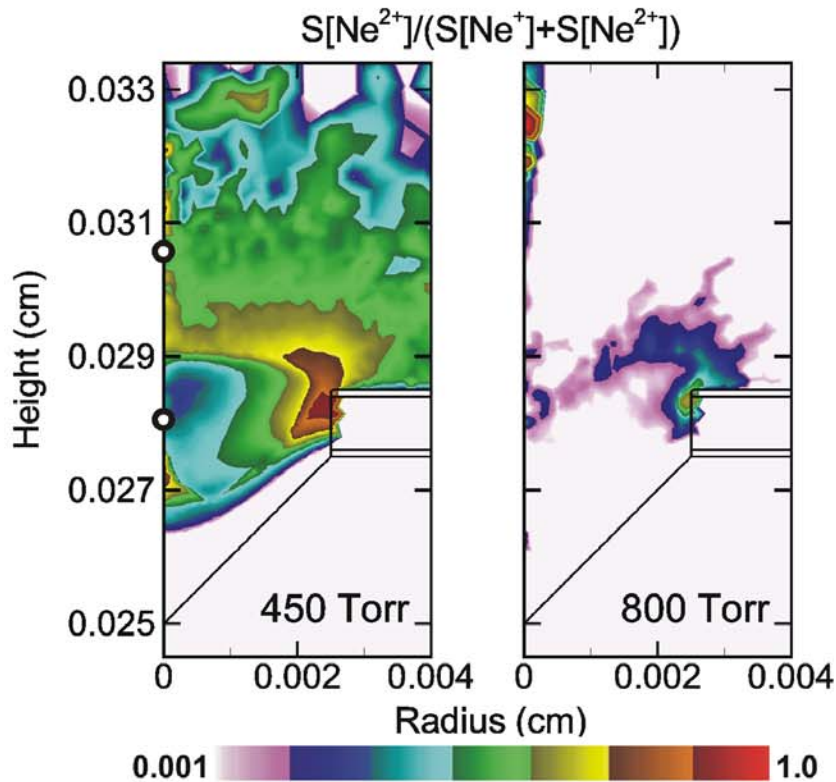 S[Ne²⁺]/(S[Ne⁺]+S[Ne²⁺])
0.033
0.031
0.029
0.027
0.025
Height (cm)
450 Torr
800 Torr
0 0.002 0.004 0 0.002 0.004
Radius (cm)
0.001 1.0